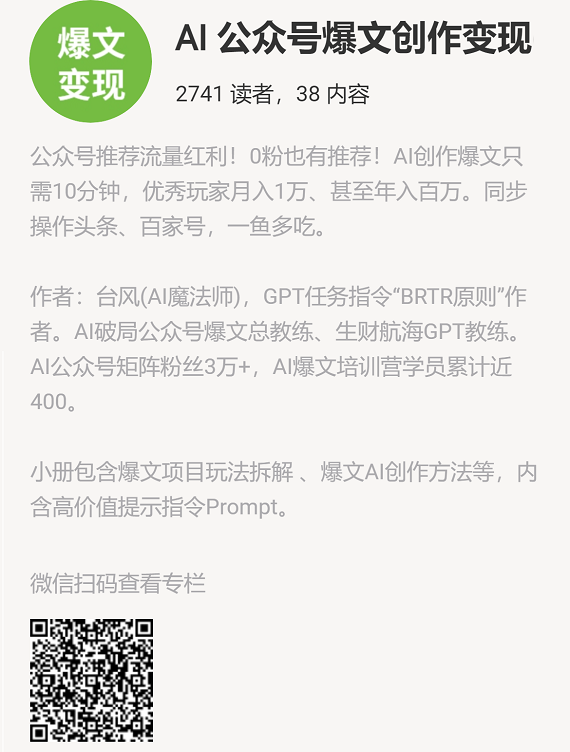 爆文
变现
AI 公众号爆文创作变现
2741 读者，38 内容
公众号推荐流量红利！0粉也有推荐！AI创作爆文只
需10分钟，优秀玩家月入1万、甚至年入百万。同步
操作头条、百家号，一鱼多吃。
作者：台风(AI魔法师)，GPT任务指令“BRTR原则”作
者。AI破局公众号爆文总教练、生财航海GPT教练。
AI公众号矩阵粉丝3万+，AI爆文培训营学员累计近
400。
小册包含爆文项目玩法拆解 、爆文AI创作方法等，内
含高价值提示指令Prompt。
微信扫码查看专栏